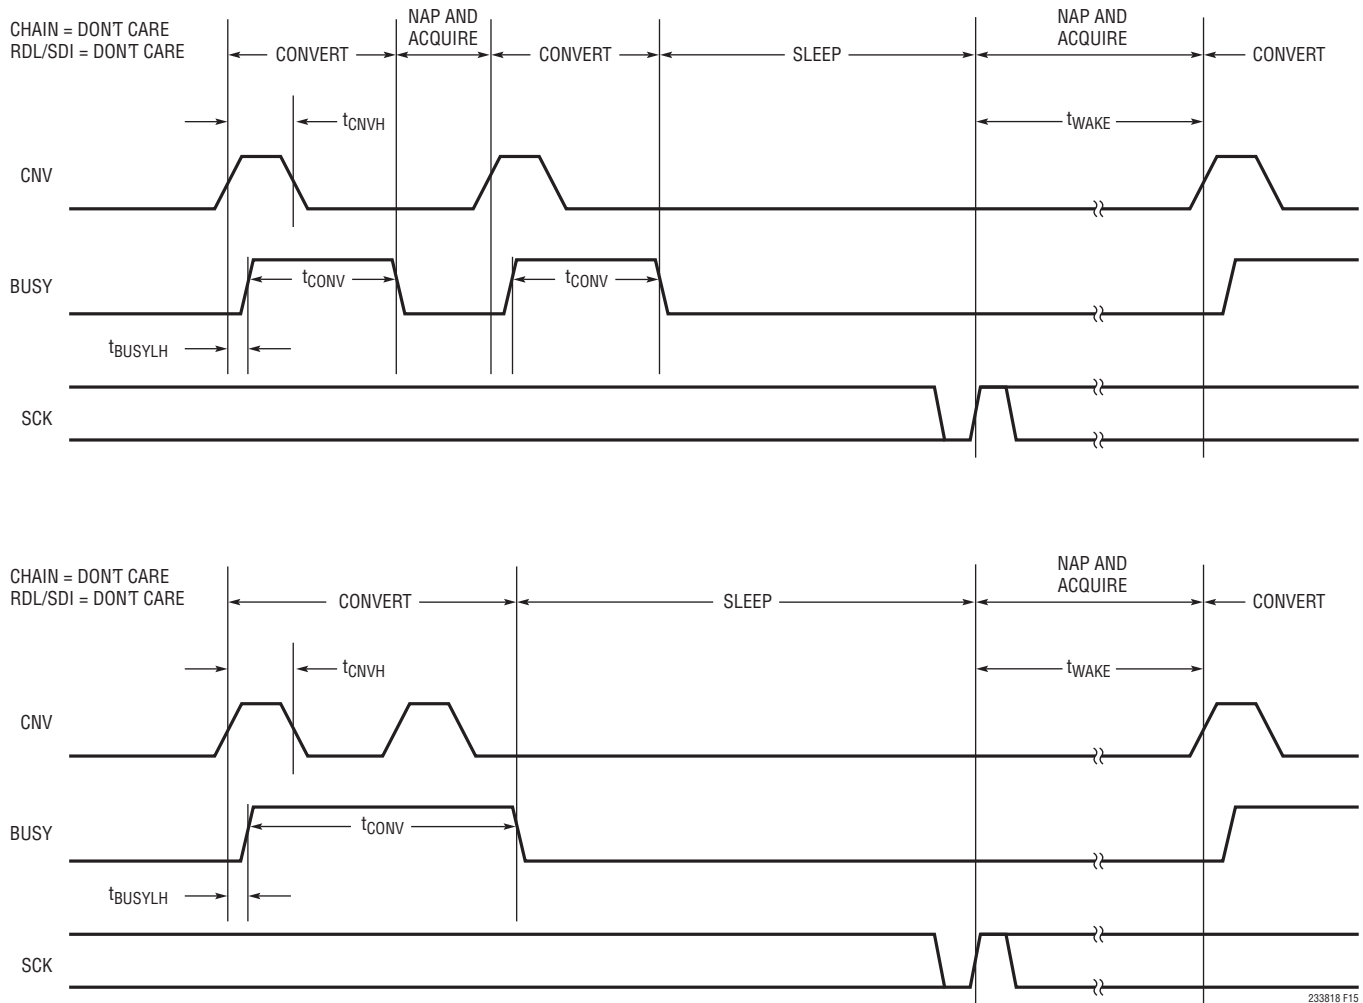 CHAIN = DON'T CARE
RDL/SDI = DON'T CARE
NAP AND
ACQUIRE
NAP AND
ACQUIRE
CONVERT
CONVERT
SLEEP
CONVERT
tCNVH
tWAKE
CNV
BUSY
tCONV
tCONV
tBUSYLH
SCK
CHAIN = DON'T CARE
RDL/SDI = DON'T CARE
NAP AND
ACQUIRE
CONVERT
SLEEP
CONVERT
tCNVH
tWAKE
CNV
BUSY
tCONV
tBUSYLH
SCK
233818 F15